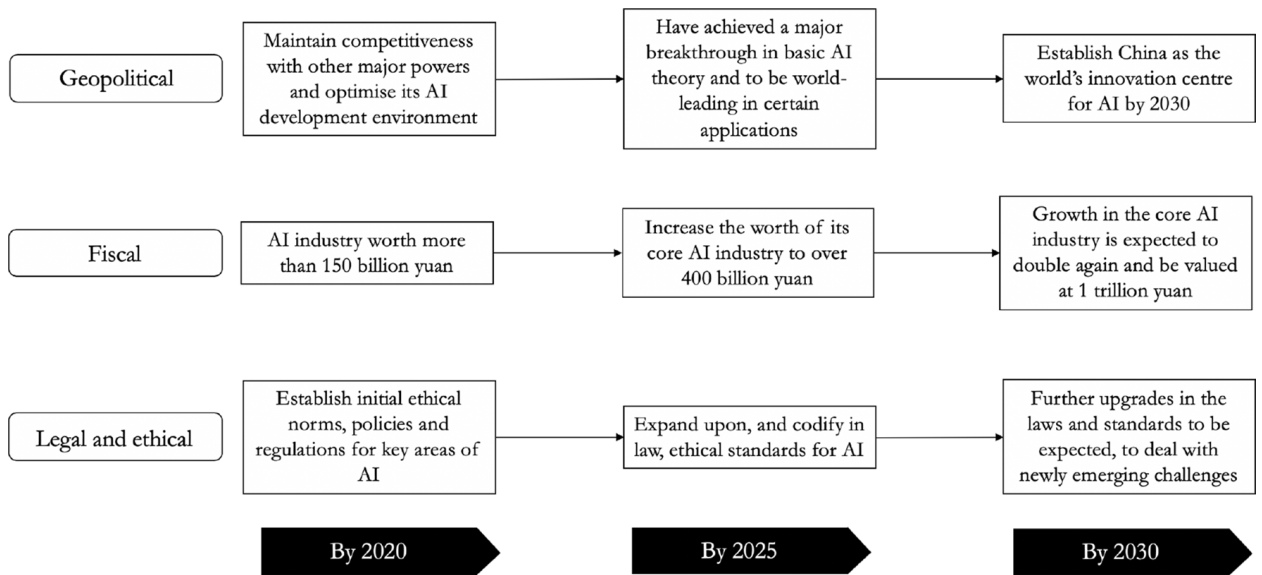 Geopolitical
Maintain competitiveness
with other major powers
and optimise its AI
development environment
Have achieved a major
breakthrough in basic AI
theory and to be world-
leading in certain
applications
Establish China as the
world's innovation centre
for AI by 2030
Fiscal
AI industry worth more
than 150 billion yuan
Increase the worth of its
core AI industry to over
400 billion yuan
Growth in the core AI
industry is expected to
double again and be valued
at 1 trillion yuan
Legal and ethical
Establish initial ethical
norms, policies and
regulations for key areas of
AI
Expand upon, and codify in
law, ethical standards for AI
Further upgrades in the
laws and standards to be
expected, to deal with
newly emerging challenges
By 2020
By 2025
By 2030